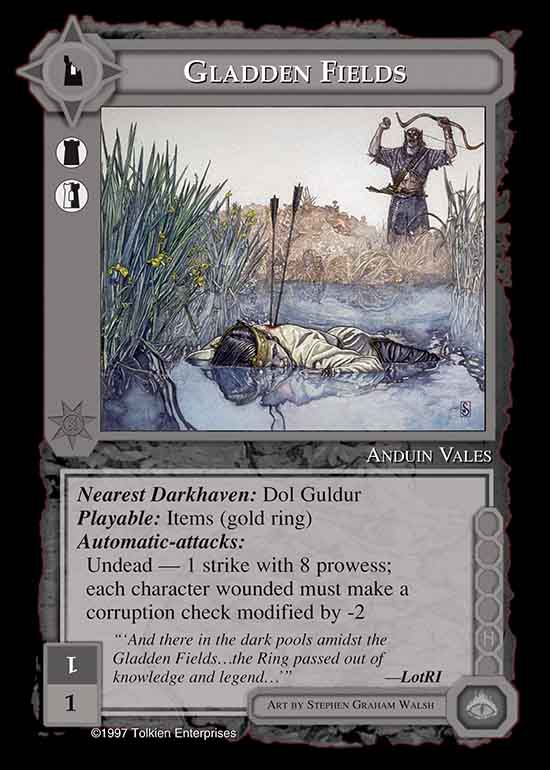 GLADDEN FIELDS
ANDUIN VALES
Nearest Darkhaven: Dol Guldur
Playable: Items (gold ring)
Automatic-attacks:
Undead — 1 strike with 8 prowess;
each character wounded must make a
corruption check modified by -2
“‘And there in the dark pools amidst the
Gladden Fields…the Ring passed out of
knowledge and legend…’” —LotRI
1
1
H
ART BY STEPHEN GRAHAM WALSH
©1997 Tolkien Enterprises